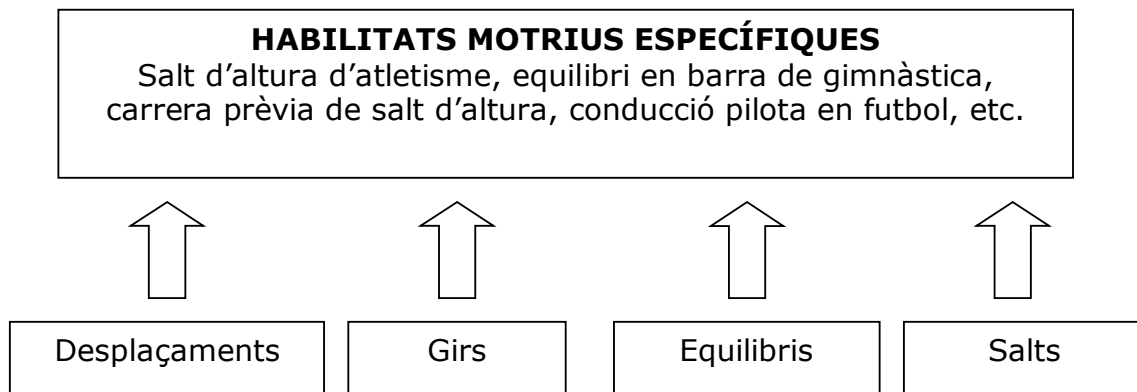 HABILITATS MOTRIUS ESPECÍFIQUES
Salt d’altura d’atletisme, equilibri en barra de gimnàstica,
carrera prèvia de salt d’altura, conducció pilota en futbol, etc.
Desplaçaments
Girs
Equilibris
Salts